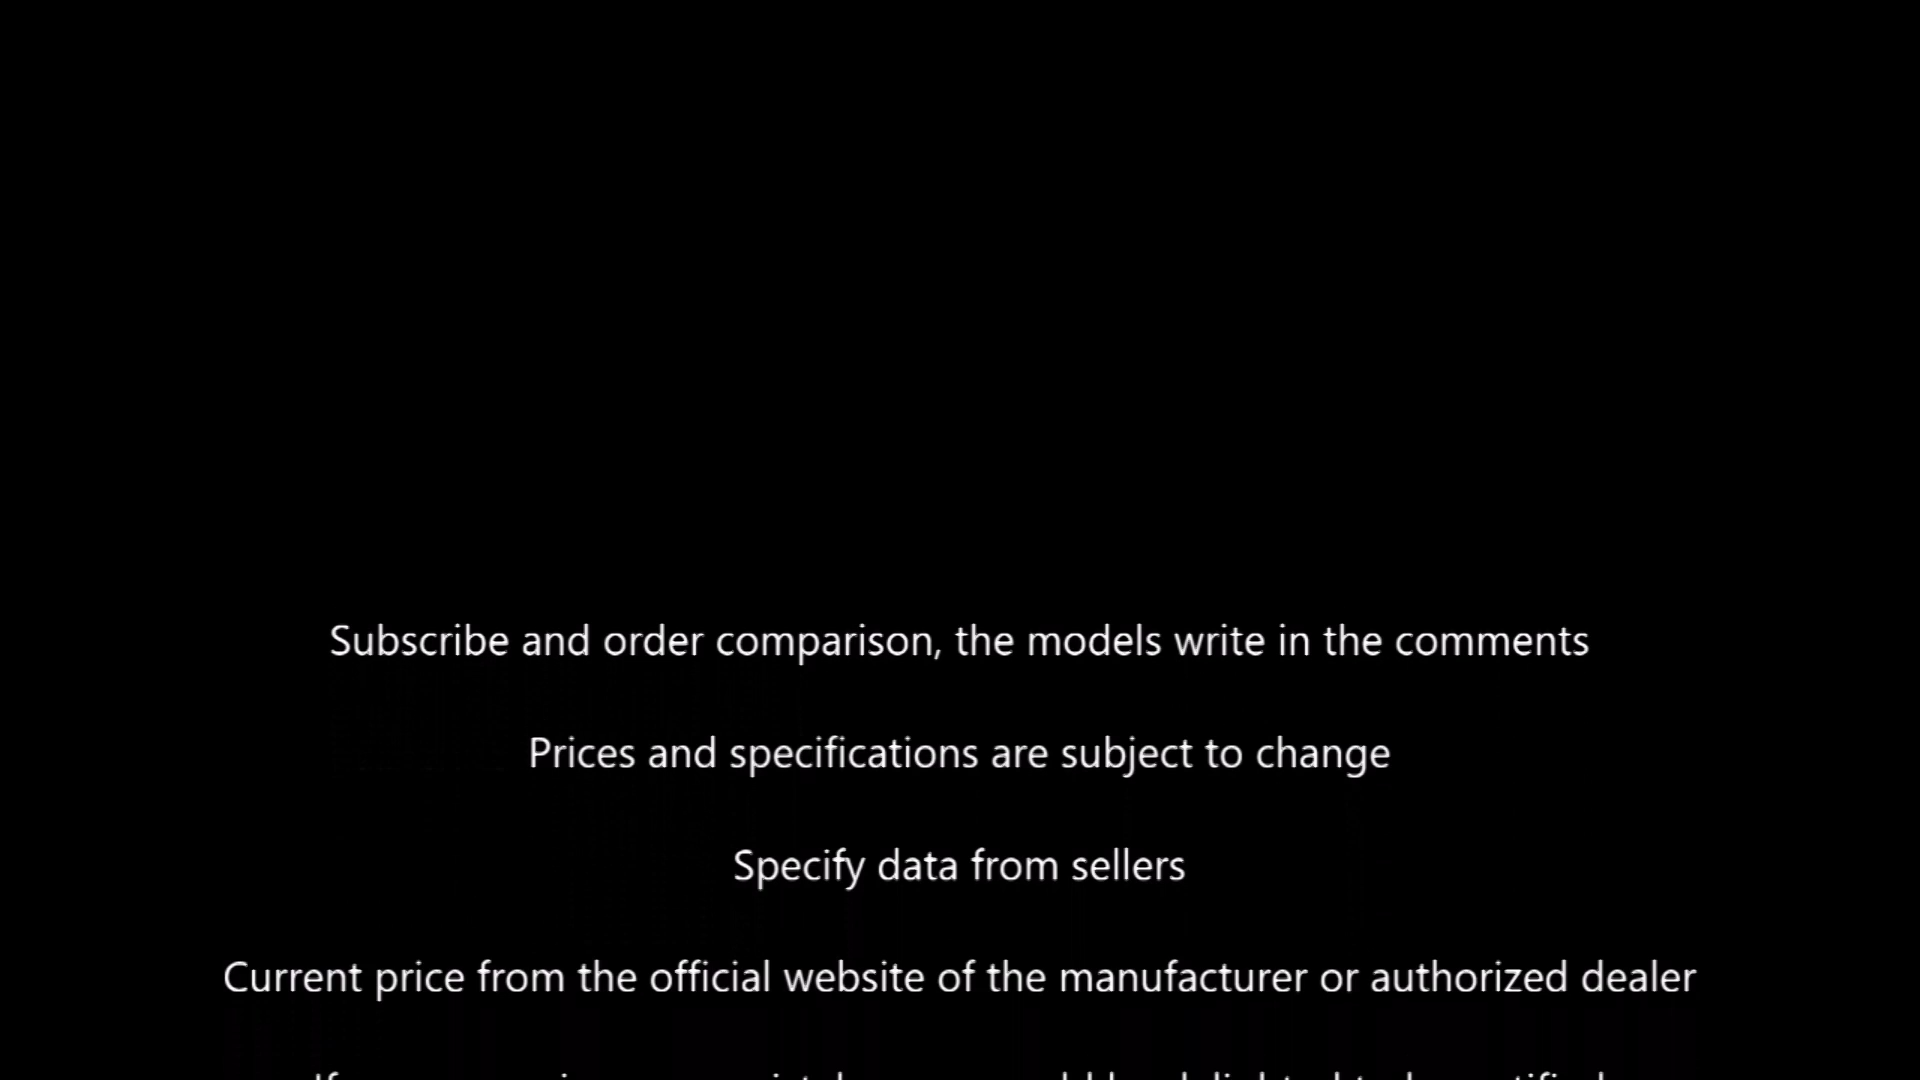 Subscribe and order comparison, the models write in the comments
Prices and specifications are subject to change
Specify data from sellers
Current price from the official website of the manufacturer or authorized dealer